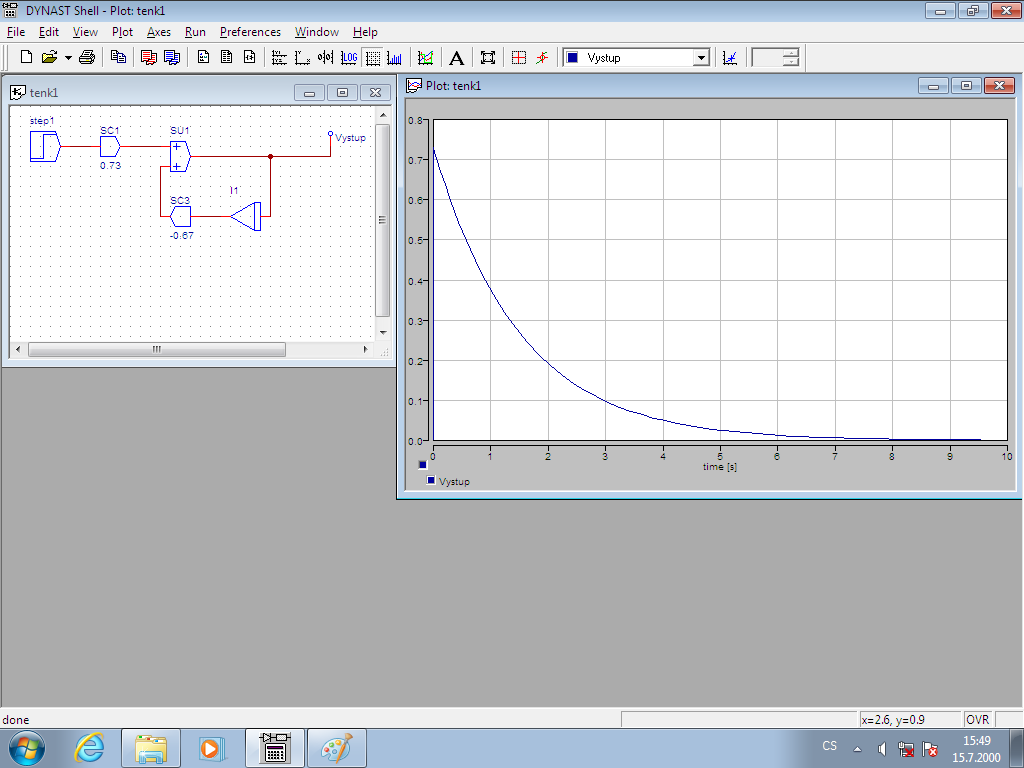 DYNAST Shell - Plot: tenk1
File Edit View Plot Axes Run Preferences Window Help
LOG A Vystup
tenk1
step1
SC1
SU1
Vystup
0.73
I1
SC3
-0.67
Plot: tenk1
0.8
0.7
0.6
0.5
0.4
0.3
0.2
0.1
0.0
0 1 2 3 4 5 6 7 8 9 10
time [s]
Vystup
done
x=2.6, y=0.9 OVR
CS
15:49
15.7.2000